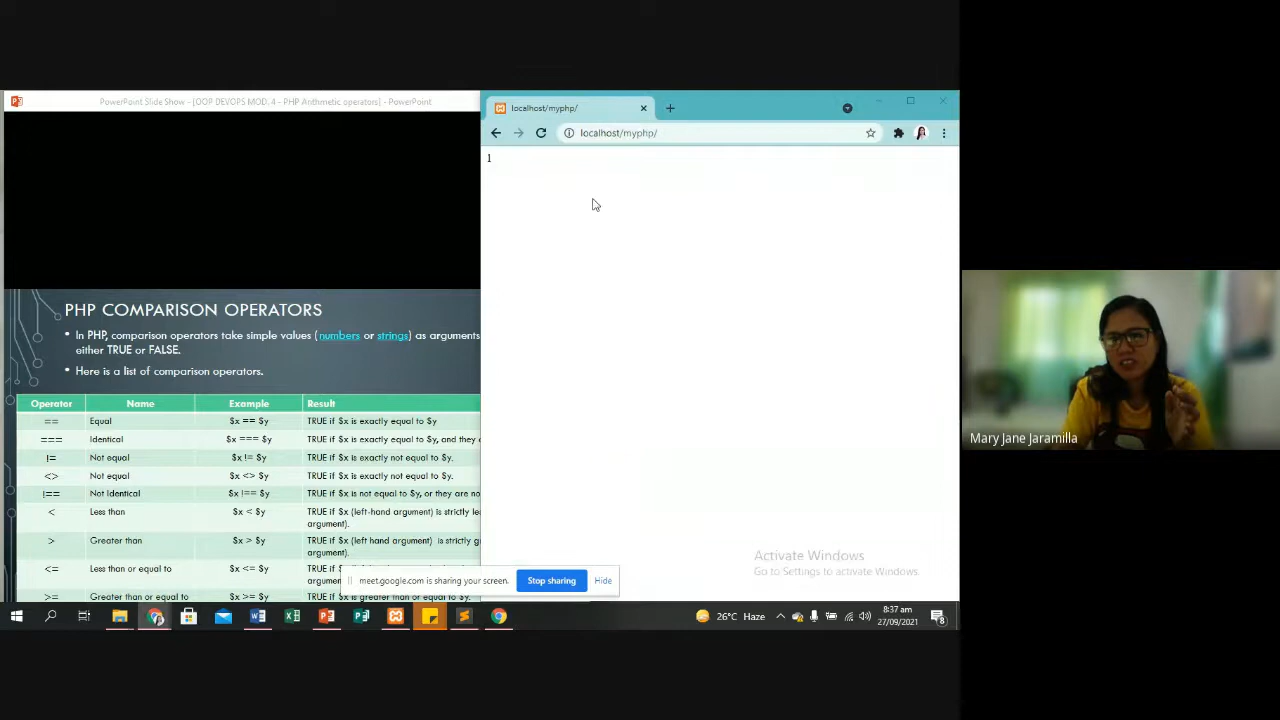 PowerPoint Slide Show - [OOP DEVOPS MOD. 4 - PHP Arithmetic operators] - PowerPoint
localhost/myphp/
localhost/myphp/
1
PHP COMPARISON OPERATORS
• In PHP, comparison operators take simple values (numbers or strings) as arguments
either TRUE or FALSE.
• Here is a list of comparison operators.
Operator Name Example Result
== Equal $x == $y TRUE if $x is exactly equal to $y
=== Identical $x === $y TRUE if $x is exactly equal to $y, and they
!= Not equal $x != $y TRUE if $x is exactly not equal to $y.
<> Not equal $x <> $y TRUE if $x is exactly not equal to $y.
!== Not Identical $x !== $y TRUE if $x is not equal to $y, or they are no
< Less than $x < $y TRUE if $x (left-hand argument) is strictly le
argument).
> Greater than $x > $y TRUE if $x (left hand argument) is strictly g
argument).
<= Less than or equal to $x <= $y TRUE if
argumen
>= Greater than or equal to $x >= $y TRUE if $x is greater than or equal to $y.
meet.google.com is sharing your screen. Stop sharing Hide
Activate Windows
Go to Settings to activate Windows.
Mary Jane Jaramilla
26°C Haze
8:37 am
27/09/2021
8